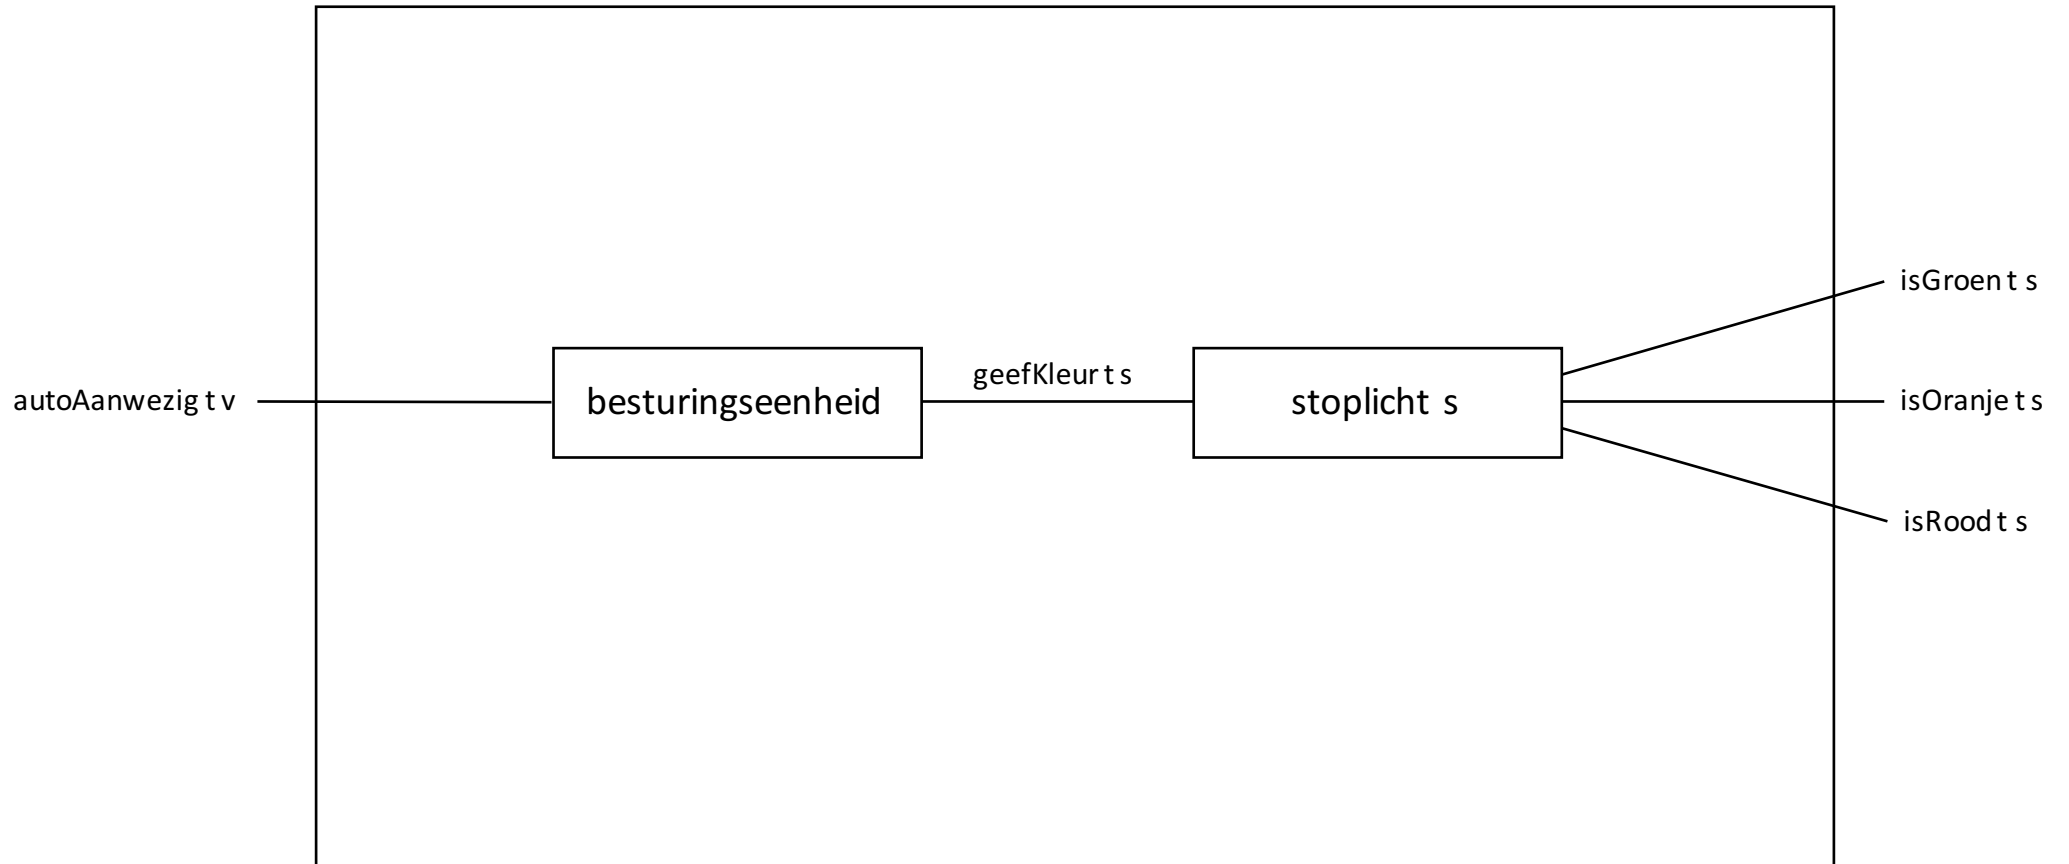 isGroen t s
geefKleur t s
autoAanwezig t v
besturingseenheid
stoplicht s
isOranje t s
isRood t s